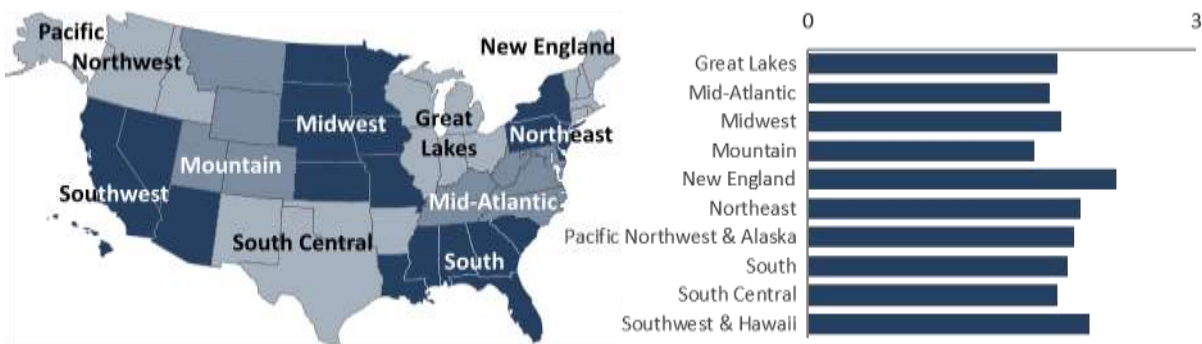 Pacific
Northwest
New England
Midwest
Great
Lakes
Northeast
Mountain
Southwest
Mid-Atlantic
South Central
South
0 3
Great Lakes
Mid-Atlantic
Midwest
Mountain
New England
Northeast
Pacific Northwest & Alaska
South
South Central
Southwest & Hawaii